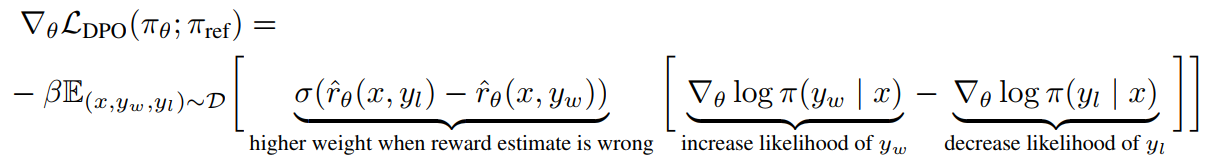 ∇θℒDPO(πθ; πref) =
− β𝔼(x,yw,yl)∼𝒟[ σ(r̂θ(x, yl) − r̂θ(x, yw)) [ ∇θ log π(yw | x) − ∇θ log π(yl | x) ] ]
higher weight when reward estimate is wrong increase likelihood of yw decrease likelihood of yl